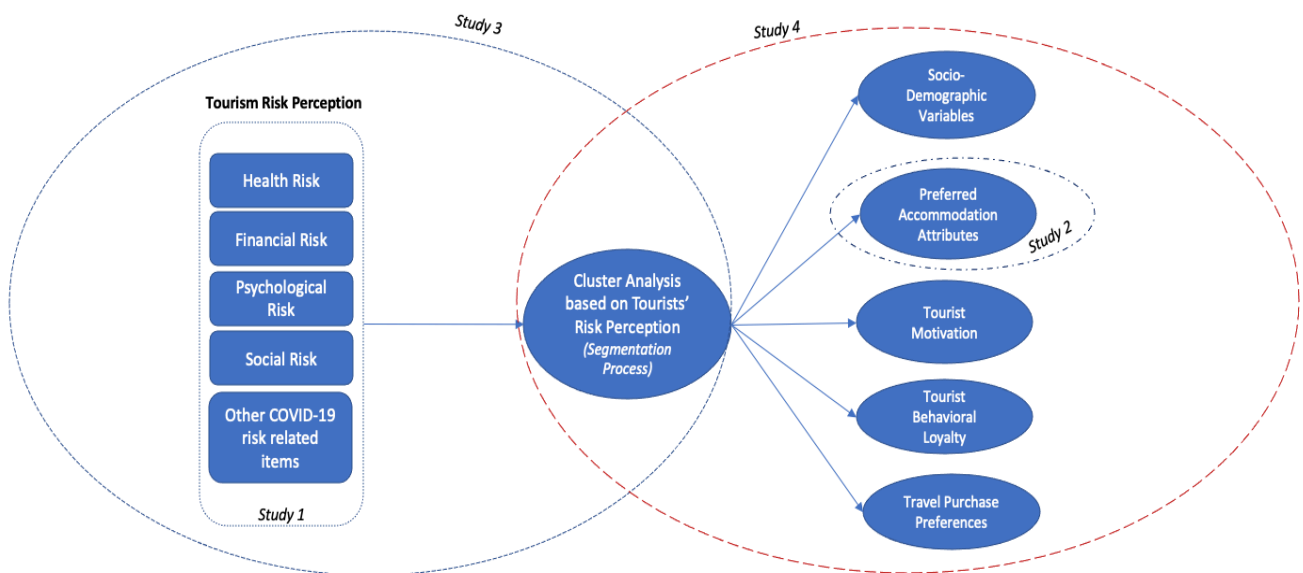 Study 3
Study 4
Tourism Risk Perception
Health Risk
Financial Risk
Psychological
Risk
Social Risk
Other COVID-19
risk related
items
Study 1
Cluster Analysis
based on Tourists’
Risk Perception
(Segmentation
Process)
Socio-
Demographic
Variables
Preferred
Accommodation
Attributes
Study 2
Tourist
Motivation
Tourist
Behavioral
Loyalty
Travel Purchase
Preferences